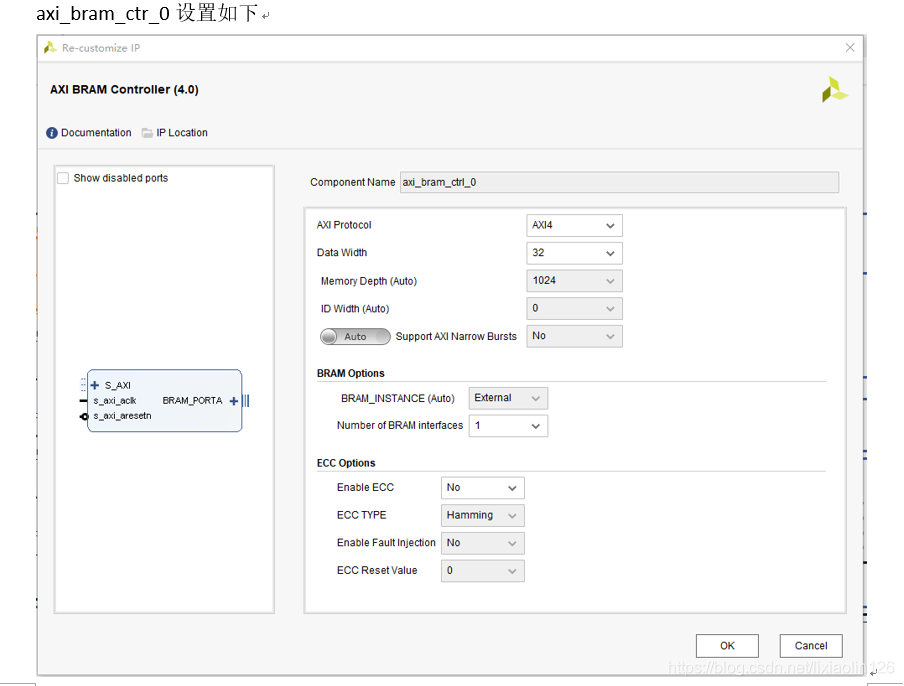 axi_bram_ctr_0 设置如下
Re-customize IP
AXI BRAM Controller (4.0)
Documentation IP Location
Show disabled ports
Component Name axi_bram_ctrl_0
AXI Protocol AXI4
Data Width 32
Memory Depth (Auto) 1024
ID Width (Auto) 0
Auto Support AXI Narrow Bursts No
BRAM Options
BRAM_INSTANCE (Auto) External
Number of BRAM interfaces 1
S_AXI
s_axi_aclk BRAM_PORTA
s_axi_aresetn
ECC Options
Enable ECC No
ECC TYPE Hamming
Enable Fault Injection No
ECC Reset Value 0
OK Cancel
https://blog.csdn.net/lixiaolin126